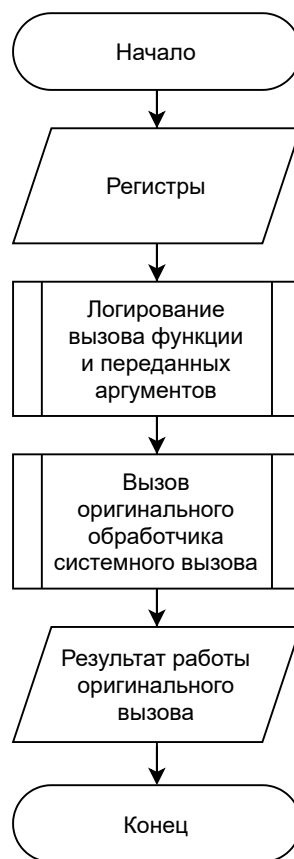 Начало
Регистры
Логирование
вызова функции
и переданных
аргументов
Вызов
оригинального
обработчика
системного вызова
Результат работы
оригинального
вызова
Конец